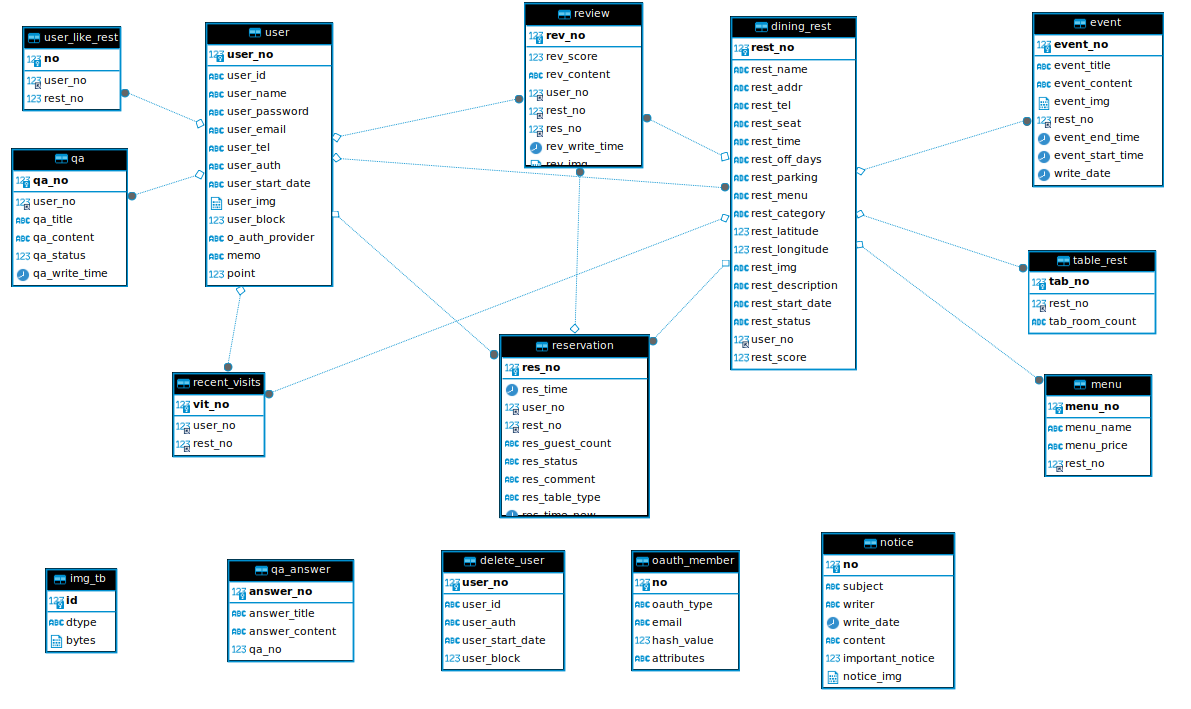 user_like_rest
no
user_no
rest_no
qa
qa_no
user_no
qa_title
qa_content
qa_status
qa_write_time
user
user_no
user_id
user_name
user_password
user_email
user_tel
user_auth
user_start_date
user_img
user_block
o_auth_provider
memo
point
recent_visits
vit_no
user_no
rest_no
review
rev_no
rev_score
rev_content
user_no
rest_no
res_no
rev_write_time
rev_img
reservation
res_no
res_time
user_no
rest_no
res_guest_count
res_status
res_comment
res_table_type
res_time_now
dining_rest
rest_no
rest_name
rest_addr
rest_tel
rest_seat
rest_time
rest_off_days
rest_parking
rest_menu
rest_category
rest_latitude
rest_longitude
rest_img
rest_description
rest_start_date
rest_status
user_no
rest_score
event
event_no
event_title
event_content
event_img
rest_no
event_end_time
event_start_time
write_date
table_rest
tab_no
rest_no
tab_room_count
menu
menu_no
menu_name
menu_price
rest_no
img_tb
id
dtype
bytes
qa_answer
answer_no
answer_title
answer_content
qa_no
delete_user
user_no
user_id
user_auth
user_start_date
user_block
oauth_member
no
oauth_type
email
hash_value
attributes
notice
no
subject
writer
write_date
content
important_notice
notice_img